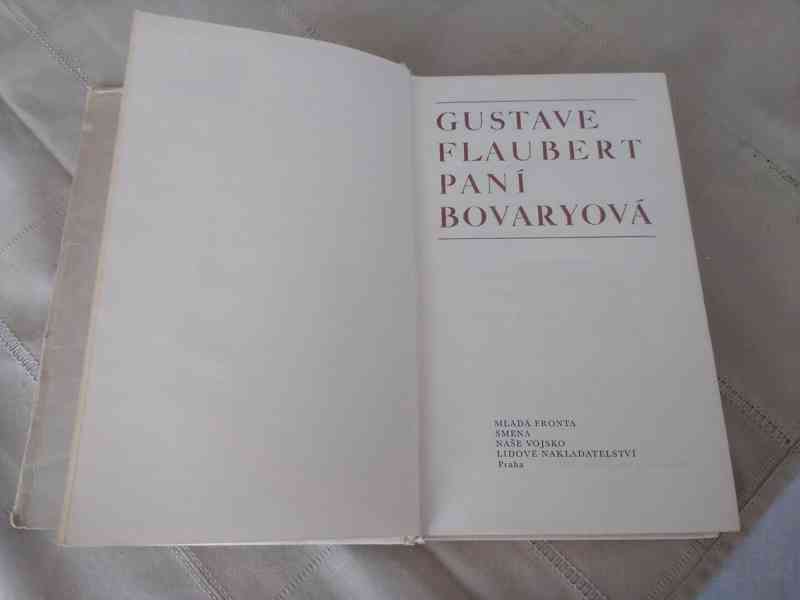 GUSTAVE
FLAUBERT
PANÍ
BOVARYOVÁ
MLADÁ FRONTA
SMENA
NAŠE VOJSKO
LIDOVÉ NAKLADATELSTVÍ
Praha